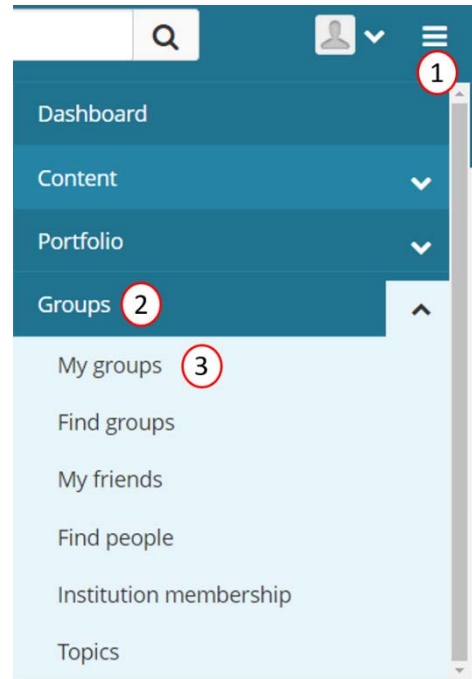 1
Dashboard
Content
Portfolio
Groups 2
My groups 3
Find groups
My friends
Find people
Institution membership
Topics